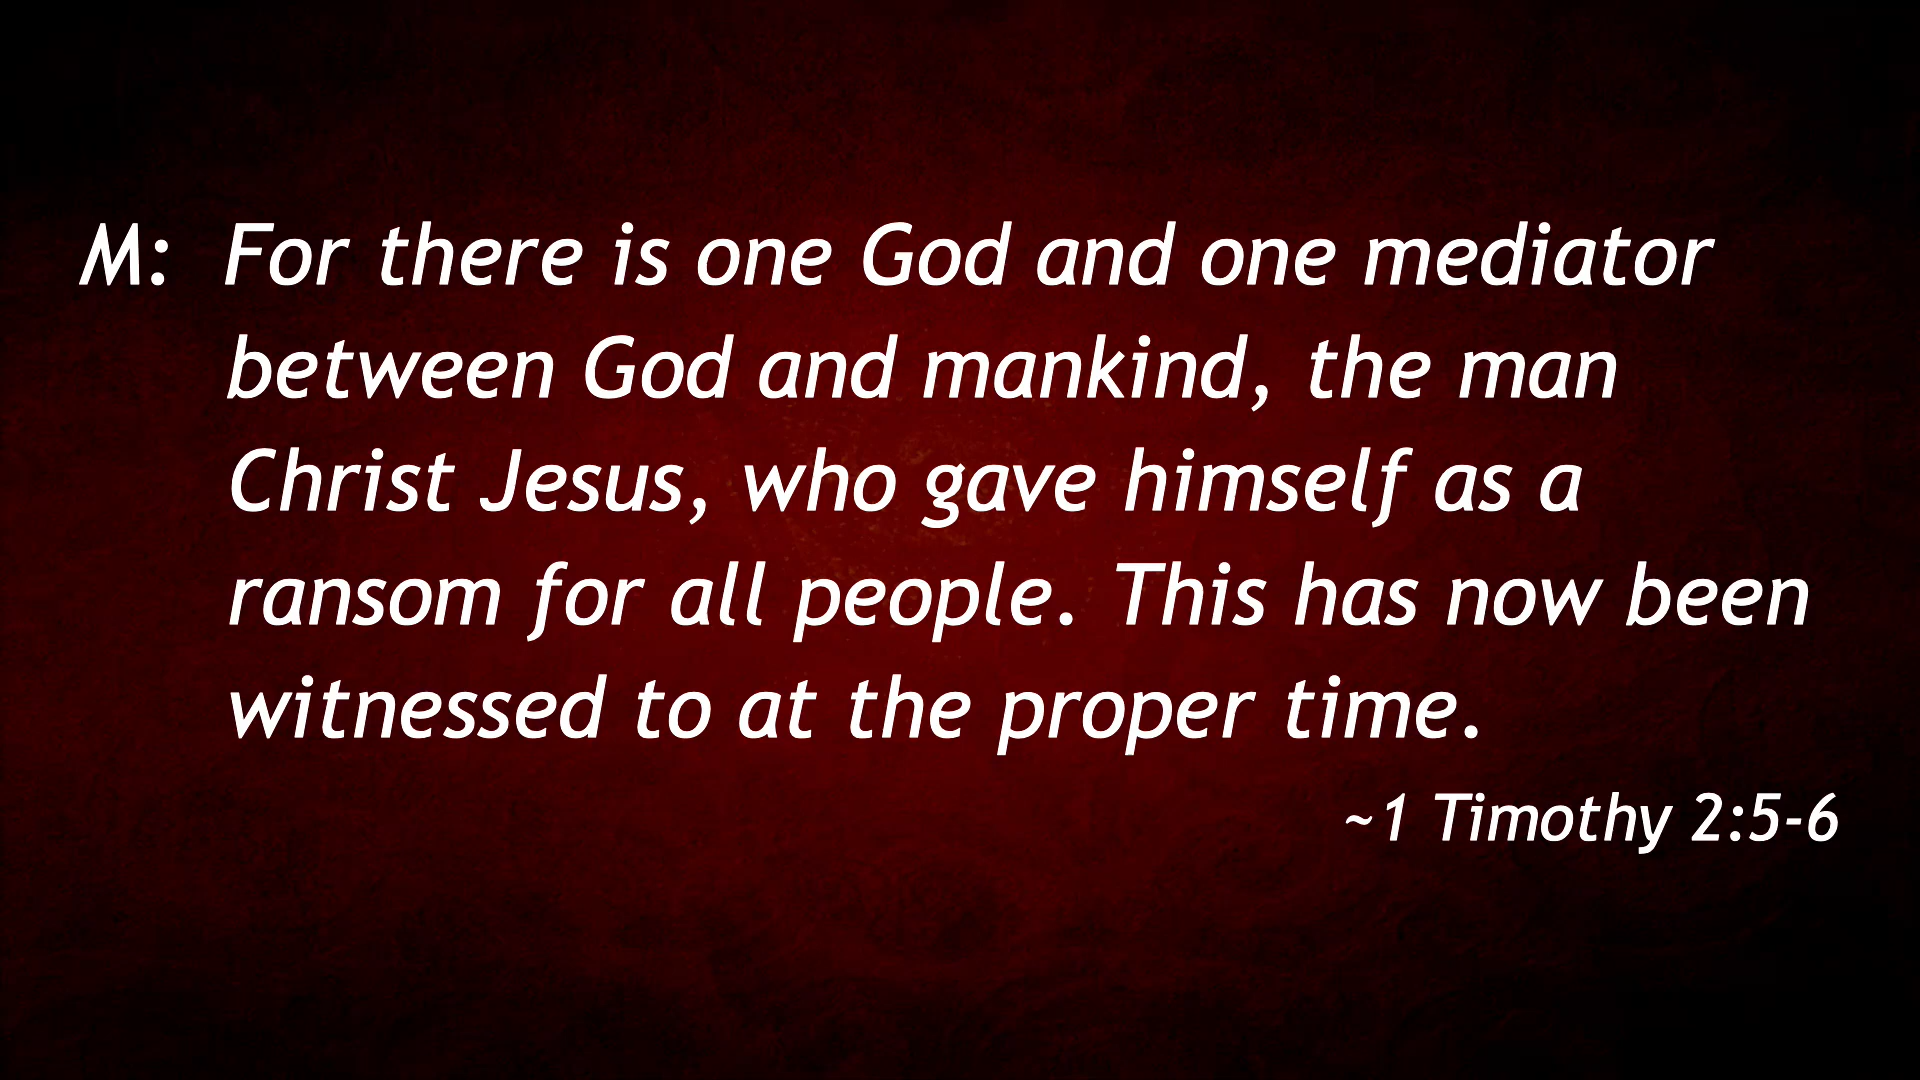 M: For there is one God and one mediator
between God and mankind, the man
Christ Jesus, who gave himself as a
ransom for all people. This has now been
witnessed to at the proper time.
~1 Timothy 2:5-6